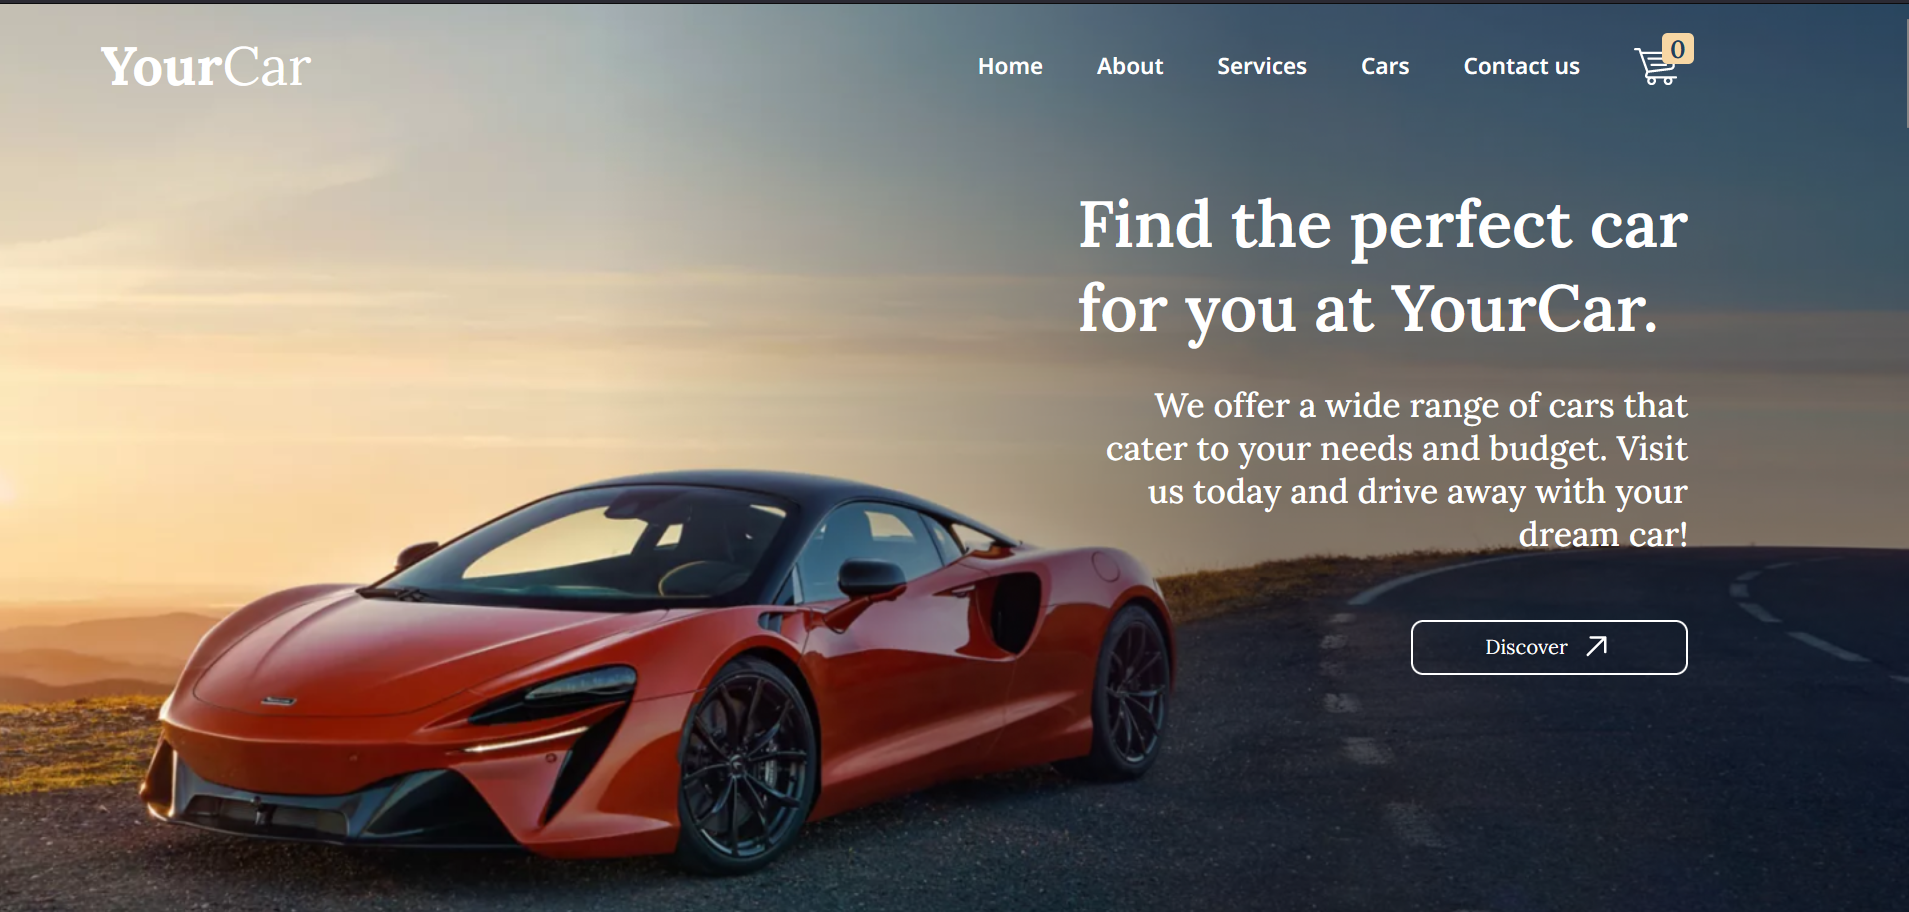 YourCar
Home About Services Cars Contact us 0
Find the perfect car
for you at YourCar.
We offer a wide range of cars that
cater to your needs and budget. Visit
us today and drive away with your
dream car!
Discover